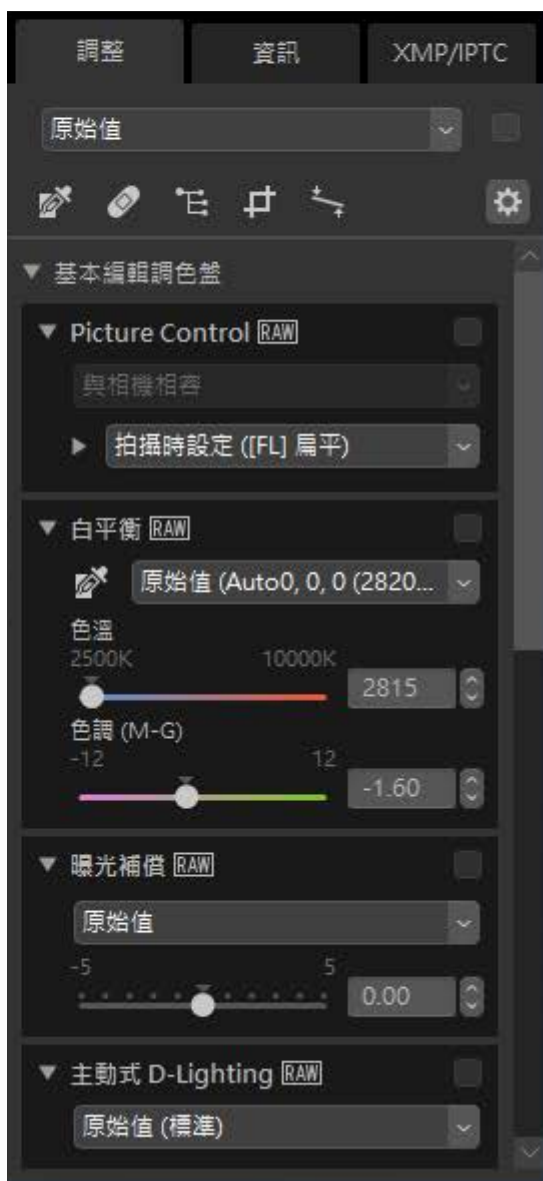 調整 資訊 XMP/IPTC
原始值
基本編輯調色盤
Picture Control RAW
與相機相容
拍攝時設定 ([FL] 扁平)
白平衡 RAW
原始值 (Auto0, 0, 0 (2820...
色溫
2500K 10000K
2815
色調 (M-G)
-12 12
-1.60
曝光補償 RAW
原始值
-5 5
0.00
主動式 D-Lighting RAW
原始值 (標準)